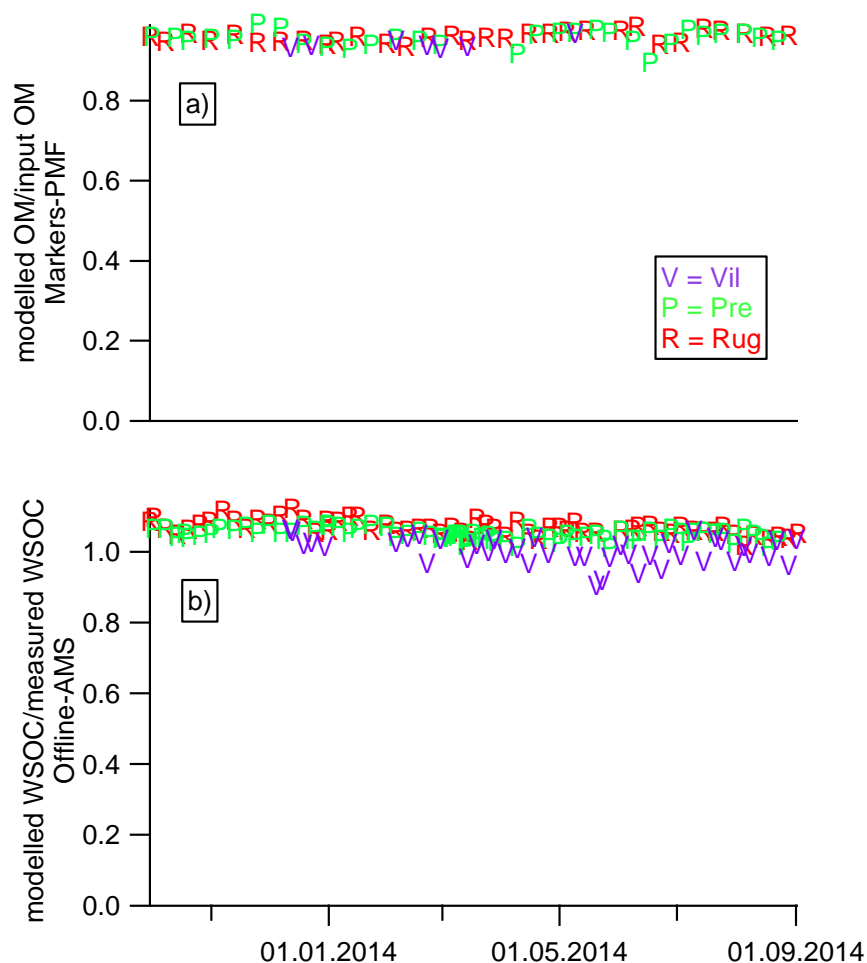 modelled OM/input OM
Markers-PMF
0.8
0.6
0.4
0.2
0.0
a)
V = Vil
P = Pre
R = Rug
modelled WSOC/measured WSOC
Offline-AMS
1.0
0.8
0.6
0.4
0.2
0.0
b)
01.01.2014 01.05.2014 01.09.2014